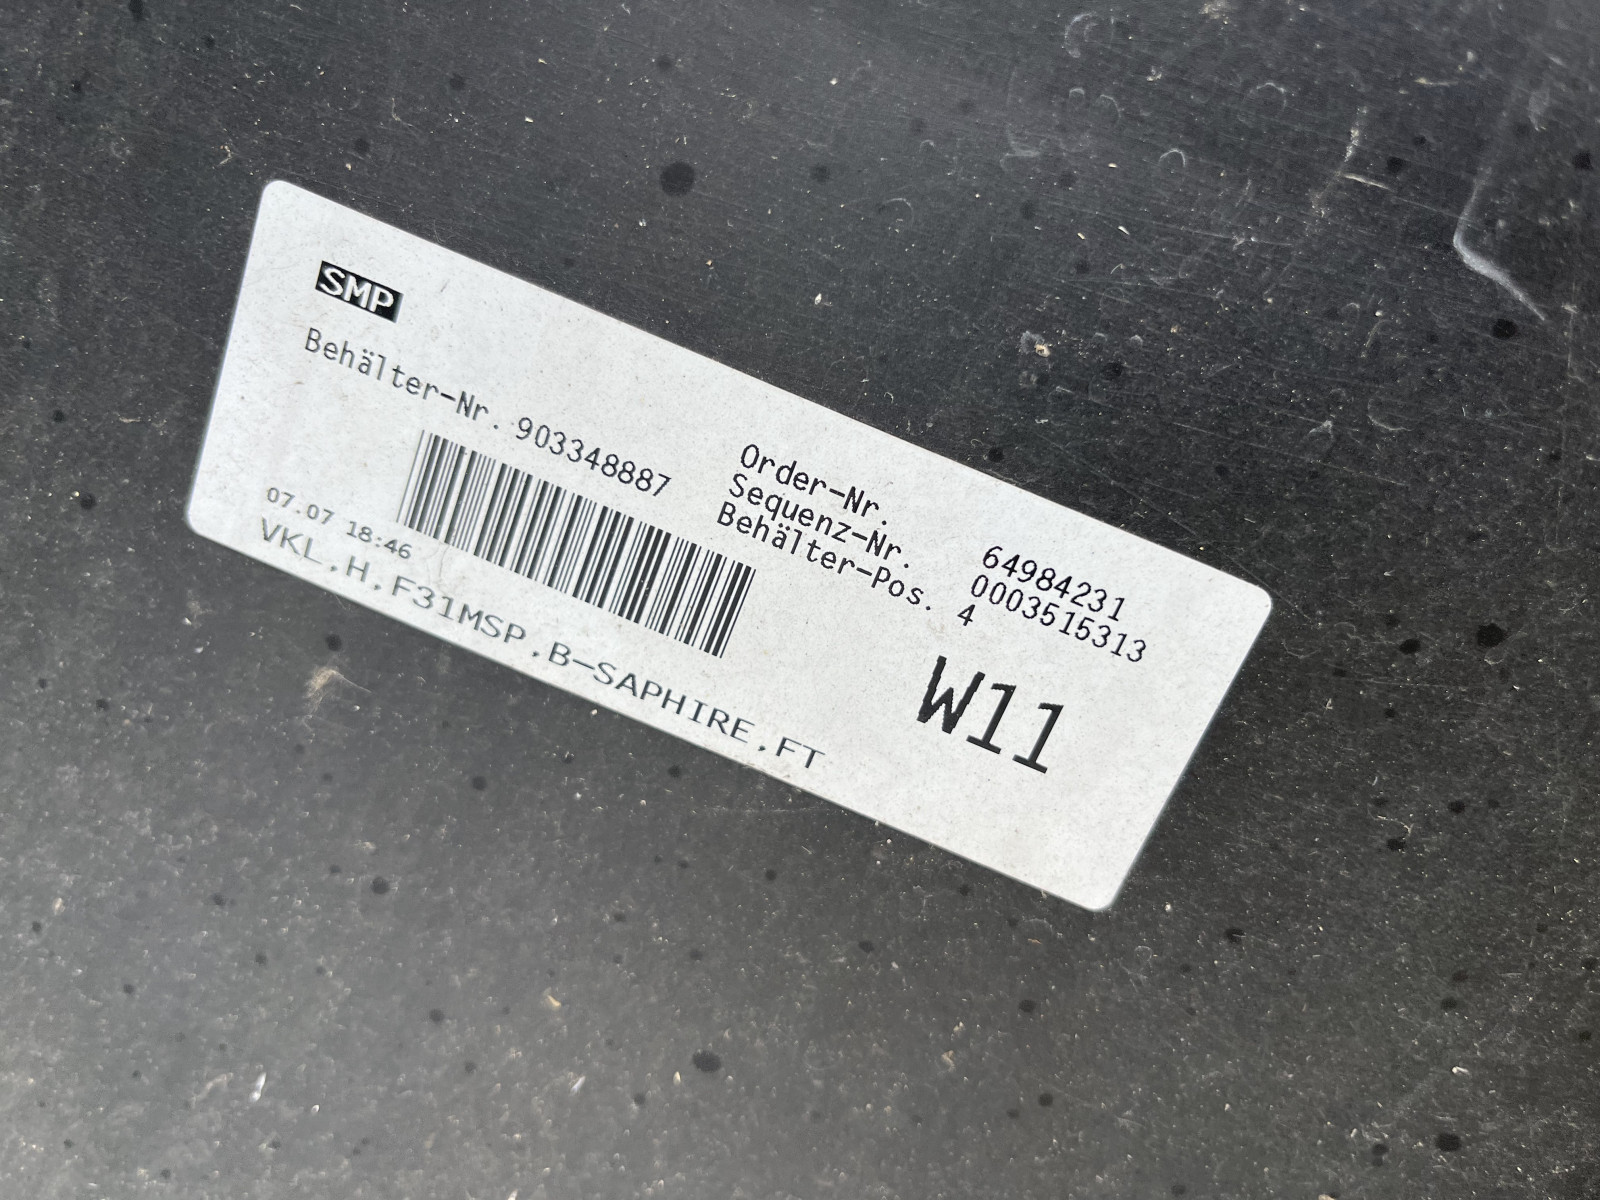 SMP
Behälter-Nr. 903348887
Order-Nr. 64984231
Sequenz-Nr. 0003515313
Behälter-Pos. 4
07.07 18:46
W11
VKL,H,F31MSP,B-SAPHIRE,FT